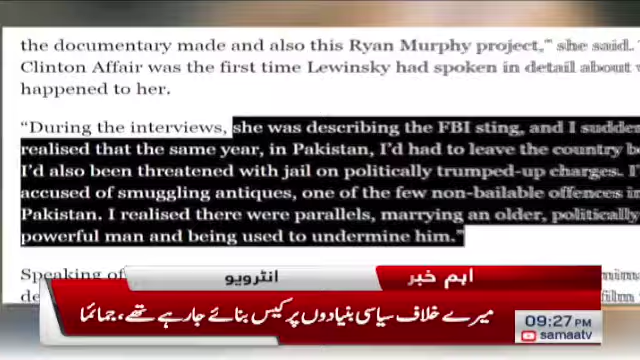 the documentary made and also this Ryan Murphy project,” she said.
Clinton Affair was the first time Lewinsky had spoken in detail about
happened to her.
“During the interviews, she was describing the FBI sting, and I
realised that the same year, in Pakistan, I’d had to leave the country
I’d also been threatened with jail on politically trumped-up charges.
accused of smuggling antiques, one of the few non-bailable offences in
Pakistan. I realised there were parallels, marrying an older, politically
powerful man and being used to undermine him.”
Speaking of
انٹرویو
اہم خبر
میرے خلاف سیاسی بنیادوں پر کیس بنائے جارہے تھے، جمائما
09:27 PM
samaatv